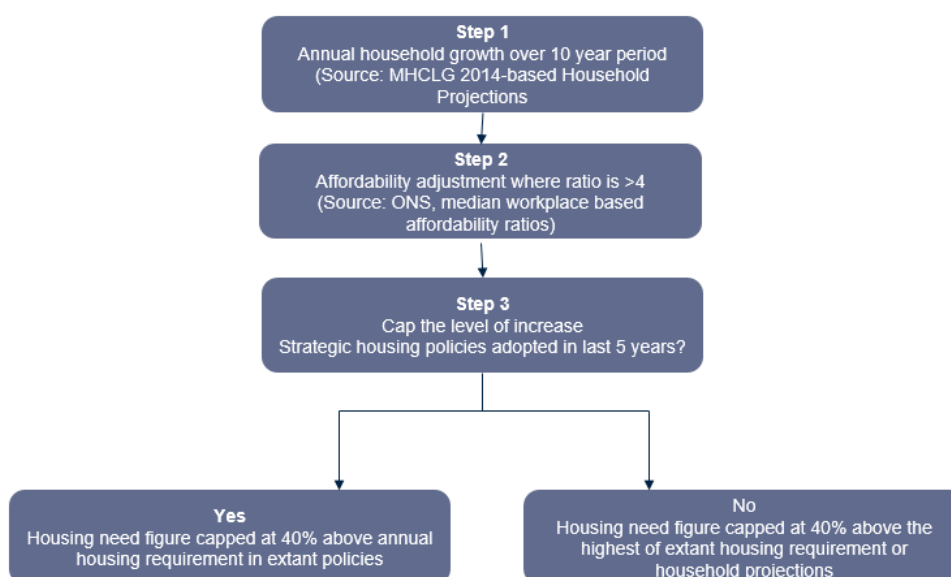 Step 1
Annual household growth over 10 year period
(Source: MHCLG 2014-based Household
Projections
Step 2
Affordability adjustment where ratio is >4
(Source: ONS, median workplace based
affordability ratios)
Step 3
Cap the level of increase
Strategic housing policies adopted in last 5 years?
Yes
Housing need figure capped at 40% above annual
housing requirement in extant policies
No
Housing need figure capped at 40% above the
highest of extant housing requirement or
household projections